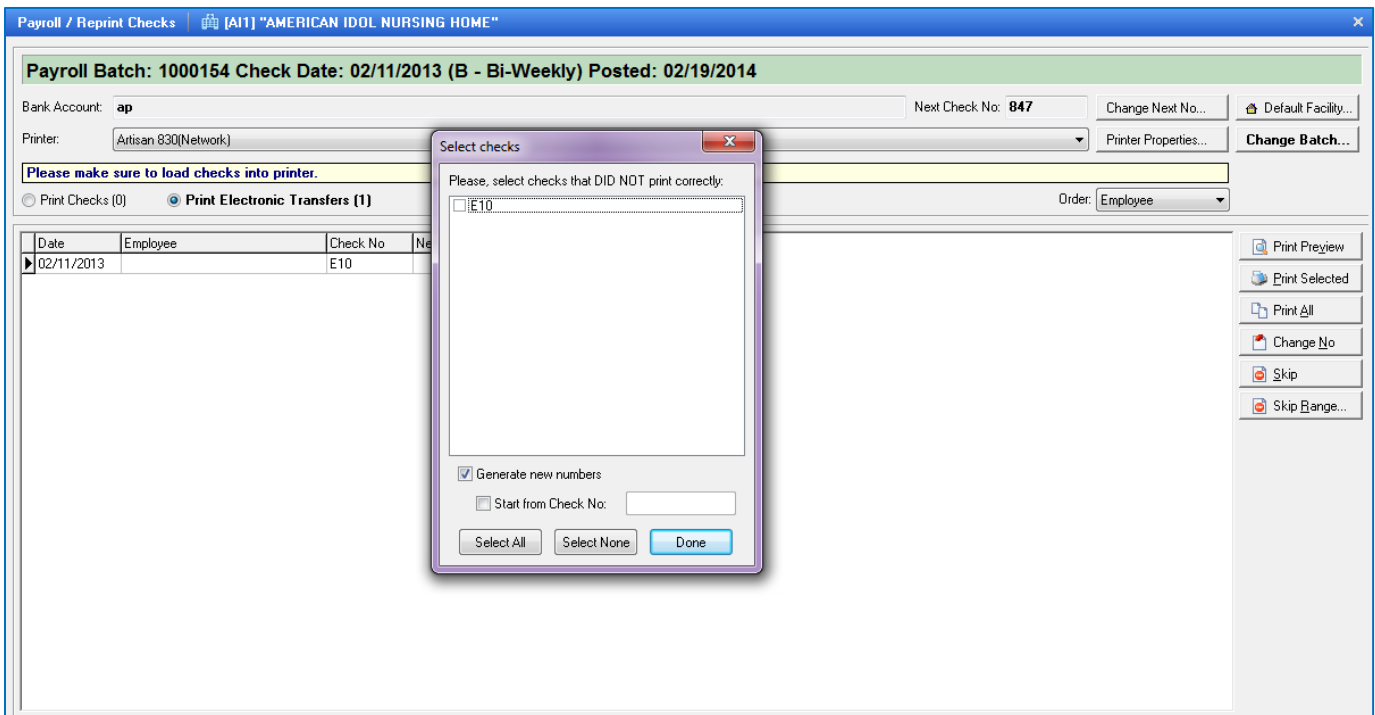 Payroll / Reprint Checks [AI1] "AMERICAN IDOL NURSING HOME"
Payroll Batch: 1000154 Check Date: 02/11/2013 (B - Bi-Weekly) Posted: 02/19/2014
Bank Account: ap Next Check No: 847 Change Next No... Default Facility...
Printer: Artisan 830(Network) Printer Properties... Change Batch...
Please make sure to load checks into printer.
Print Checks (0) Print Electronic Transfers (1) Order: Employee
Date Employee Check No Ne
02/11/2013 E10
Select checks
Please, select checks that DID NOT print correctly:
E10
Generate new numbers
Start from Check No:
Select All Select None Done
Print Preview
Print Selected
Print All
Change No
Skip
Skip Range...